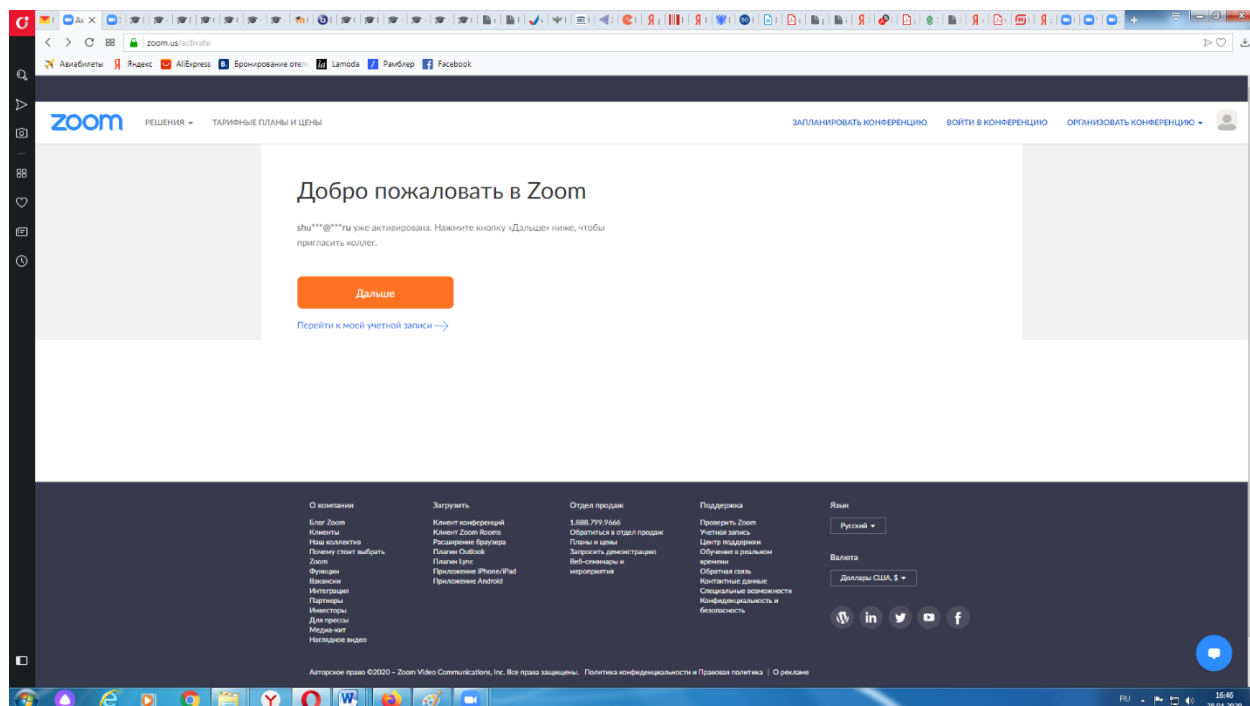 zoom.us/activate
Авиабилеты Яндекс AliExpress Бронирование отел Lamoda Рамблер Facebook
zoom РЕШЕНИЯ ТАРИФНЫЕ ПЛАНЫ И ЦЕНЫ ЗАПЛАНИРОВАТЬ КОНФЕРЕНЦИЮ ВОЙТИ В КОНФЕРЕНЦИЮ ОРГАНИЗОВАТЬ КОНФЕРЕНЦИЮ
Добро пожаловать в Zoom
shu***@***ru уже активирована. Нажмите кнопку «Дальше» ниже, чтобы
пригласить коллег.
Дальше
Перейти к моей учетной записи
О компании
Блог Zoom
Клиенты
Наш коллектив
Почему стоит выбрать
Zoom
Функции
Вакансии
Интеграция
Партнеры
Инвесторы
Для прессы
Медиа-кит
Наглядное видео
Загрузить
Клиент конференций
Клиент Zoom Rooms
Расширение браузера
Плагин Outlook
Плагин Lync
Приложение iPhone/iPad
Приложение Android
Отдел продаж
1.888.799.9666
Обратиться в отдел продаж
Планы и цены
Запросить демонстрацию
Веб-семинары и
мероприятия
Поддержка
Проверить Zoom
Учетная запись
Центр поддержки
Обучение в реальном
времени
Обратная связь
Контактные данные
Специальные возможности
Конфиденциальность и
безопасность
Язык
Русский
Валюта
Доллары США, $
Авторское право ©2020 – Zoom Video Communications, Inc. Все права защищены. Политика конфиденциальности и Правовая политика | О рекламе
RU 16:46
28.04.2020